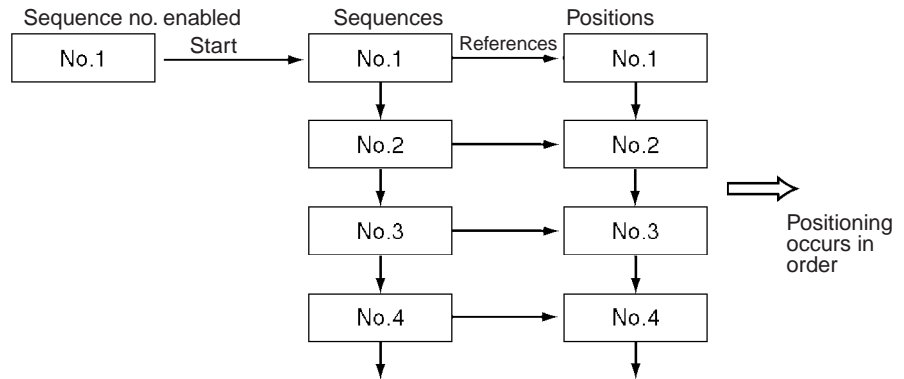 Sequence no. enabled
Sequences
Positions
No.1
Start
No.1
References
No.1
No.2
No.2
No.3
No.3
No.4
No.4
Positioning
occurs in
order